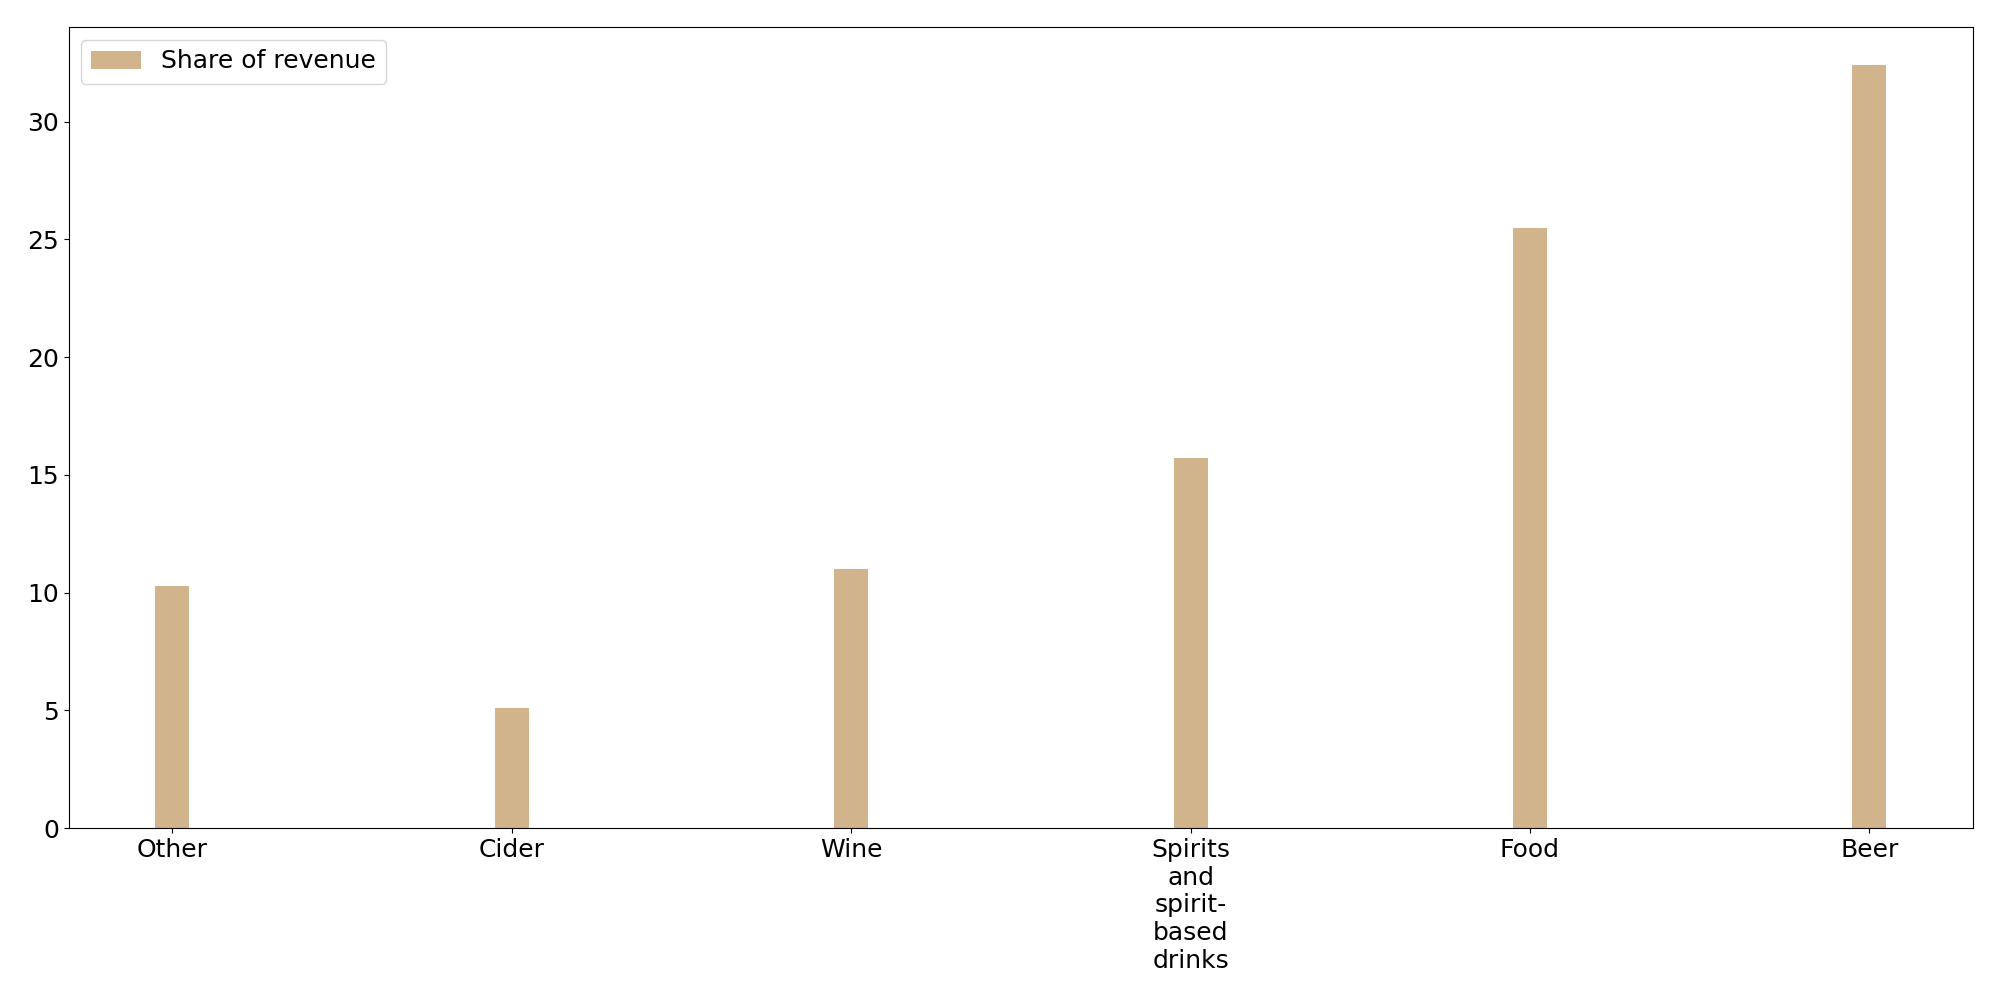 Share of revenue
30
25
20
15
10
5
0
Other
Cider
Wine
Spirits
and
spirit-
based
drinks
Food
Beer